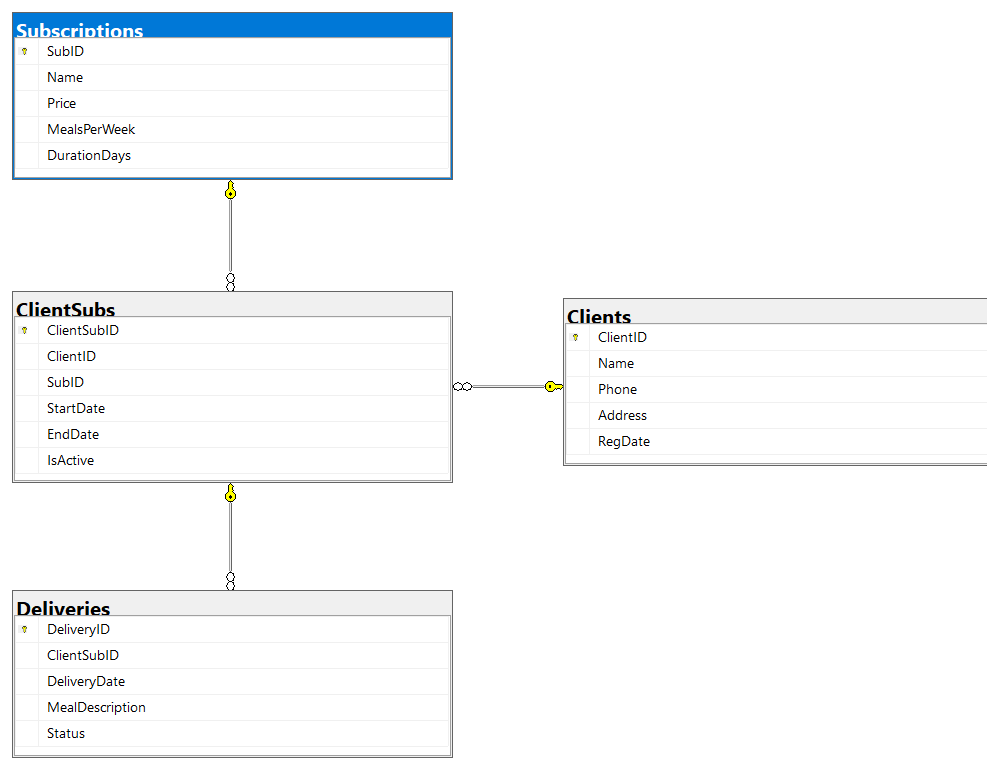 Subscriptions
SubID
Name
Price
MealsPerWeek
DurationDays
ClientSubs
ClientSubID
ClientID
SubID
StartDate
EndDate
IsActive
Clients
ClientID
Name
Phone
Address
RegDate
Deliveries
DeliveryID
ClientSubID
DeliveryDate
MealDescription
Status